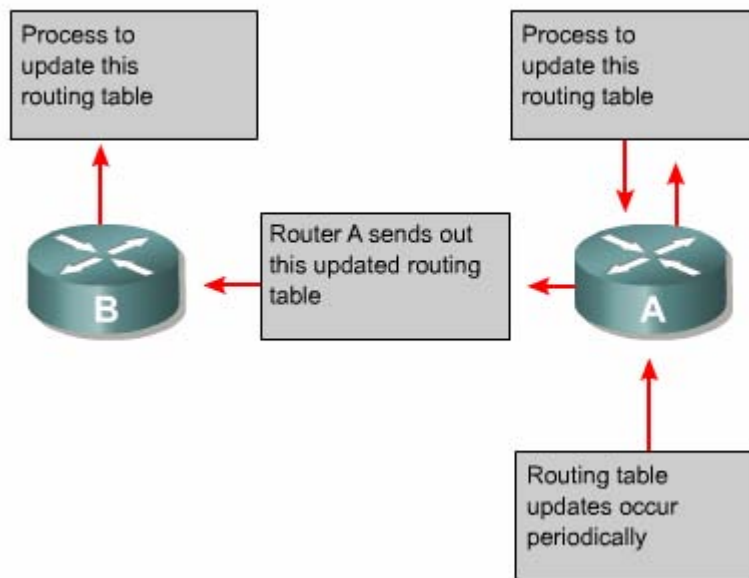 Process to
update this
routing table
Process to
update this
routing table
Router A sends out
this updated routing
table
B
A
Routing table
updates occur
periodically